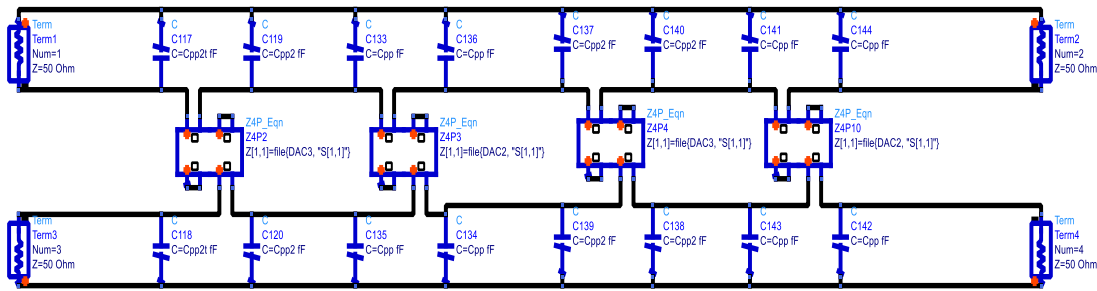 Term
Term1
Num=1
Z=50 Ohm
C
C117
C=Cpp2t fF
C
C119
C=Cpp2 fF
C
C133
C=Cpp fF
C
C136
C=Cpp fF
C
C137
C=Cpp2 fF
C
C140
C=Cpp2 fF
C
C141
C=Cpp fF
C
C144
C=Cpp fF
Term
Term2
Num=2
Z=50 Ohm
Z4P_Eqn
Z4P2
Z[1,1]=file{DAC3, "S[1,1]"}
Z4P_Eqn
Z4P3
Z[1,1]=file{DAC2, "S[1,1]"}
Z4P_Eqn
Z4P4
Z[1,1]=file{DAC3, "S[1,1]"}
Z4P_Eqn
Z4P10
Z[1,1]=file{DAC2, "S[1,1]"}
Term
Term3
Num=3
Z=50 Ohm
C
C118
C=Cpp2t fF
C
C120
C=Cpp2 fF
C
C135
C=Cpp fF
C
C134
C=Cpp fF
C
C139
C=Cpp2 fF
C
C138
C=Cpp2 fF
C
C143
C=Cpp fF
C
C142
C=Cpp fF
Term
Term4
Num=4
Z=50 Ohm